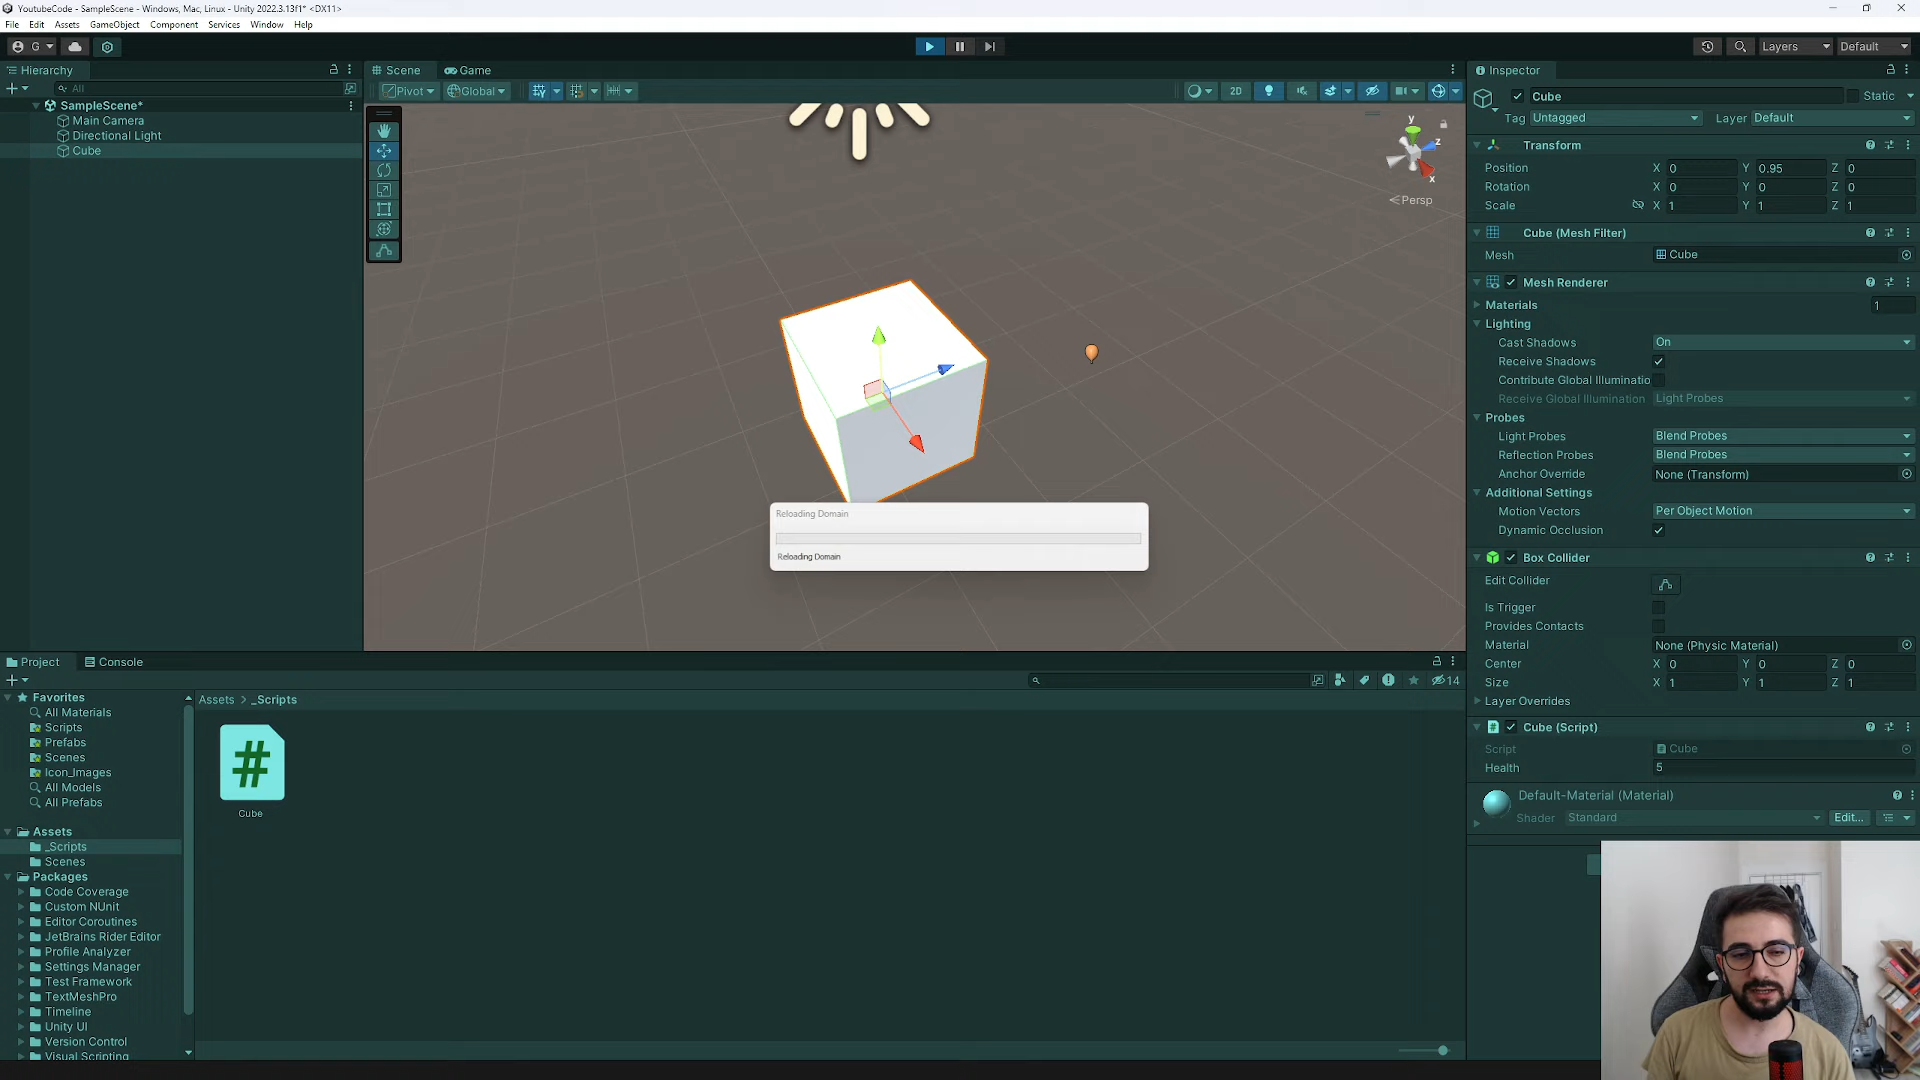 YoutubeCode - SampleScene - Windows, Mac, Linux - Unity 2022.3.13f1* <DX11>
File Edit Assets GameObject Component Services Window Help
G
Layers
Default
Hierarchy
All
SampleScene*
Main Camera
Directional Light
Cube
Scene
Game
Pivot
Global
2D
y
z
x
Persp
Reloading Domain
Reloading Domain
Inspector
Cube
Static
Tag Untagged Layer Default
Transform
Position X 0 Y 0.95 Z 0
Rotation X 0 Y 0 Z 0
Scale X 1 Y 1 Z 1
Cube (Mesh Filter)
Mesh Cube
Mesh Renderer
Materials 1
Lighting
Cast Shadows On
Receive Shadows
Contribute Global Illuminatio
Receive Global Illumination Light Probes
Probes
Light Probes Blend Probes
Reflection Probes Blend Probes
Anchor Override None (Transform)
Additional Settings
Motion Vectors Per Object Motion
Dynamic Occlusion
Box Collider
Edit Collider
Is Trigger
Provides Contacts
Material None (Physic Material)
Center X 0 Y 0 Z 0
Size X 1 Y 1 Z 1
Layer Overrides
Cube (Script)
Script Cube
Health 5
Default-Material (Material)
Shader Standard Edit...
Project
Console
14
Favorites
All Materials
Scripts
Prefabs
Scenes
Icon_Images
All Models
All Prefabs
Assets
_Scripts
Scenes
Packages
Code Coverage
Custom NUnit
Editor Coroutines
JetBrains Rider Editor
Profile Analyzer
Settings Manager
Test Framework
TextMeshPro
Timeline
Unity UI
Version Control
Visual Scripting
Assets > _Scripts
#
Cube